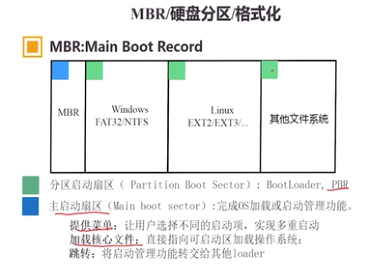 MBR/硬盘分区/格式化
MBR:Main Boot Record
MBR
Windows
FAT32/NTFS
Linux
EXT2/EXT3/...
其他文件系统
分区启动扇区( Partition Boot Sector): BootLoader, PBR
主启动扇区(Main boot sector):完成OS加载或启动管理功能。
提供菜单: 让用户选择不同的启动项, 实现多重启动
加载核心文件: 直接指向可启动区加载操作系统;
跳转: 将启动管理功能转交给其他loader